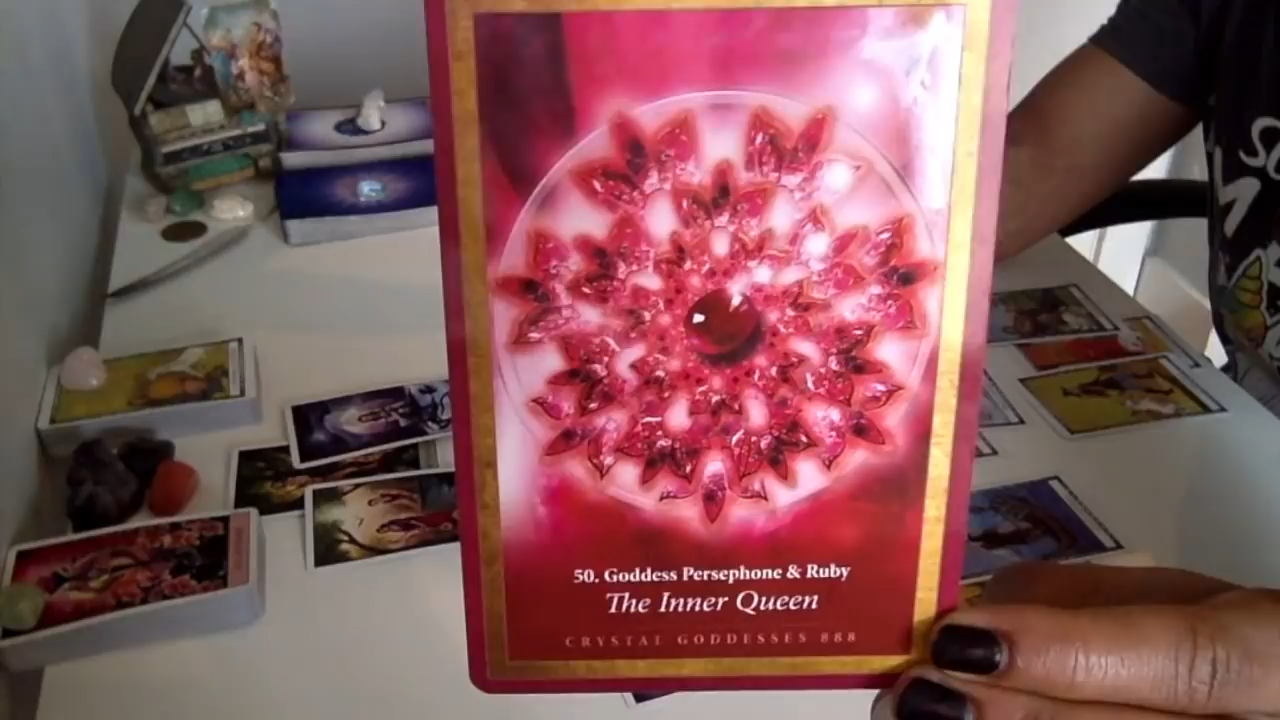 50. Goddess Persephone & Ruby
The Inner Queen
CRYSTAL GODDESSES 888